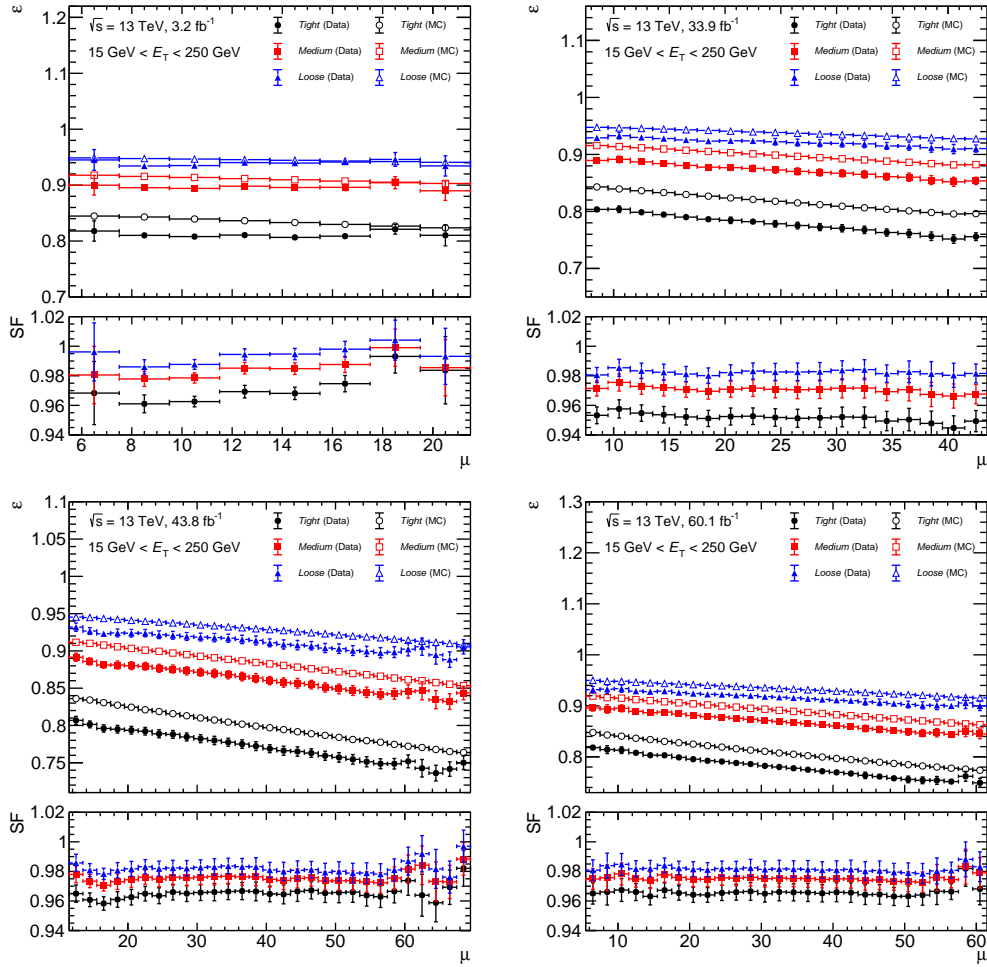 ε
√s = 13 TeV, 3.2 fb⁻¹
15 GeV < E_T < 250 GeV
Tight (Data) Tight (MC)
Medium (Data) Medium (MC)
Loose (Data) Loose (MC)
1.2
1.1
1
0.9
0.8
0.7
SF
1.02
1
0.98
0.96
0.94
6 8 10 12 14 16 18 20
μ
ε
√s = 13 TeV, 33.9 fb⁻¹
15 GeV < E_T < 250 GeV
Tight (Data) Tight (MC)
Medium (Data) Medium (MC)
Loose (Data) Loose (MC)
1.1
1
0.9
0.8
0.7
SF
1.02
1
0.98
0.96
0.94
10 15 20 25 30 35 40
μ
ε
√s = 13 TeV, 43.8 fb⁻¹
15 GeV < E_T < 250 GeV
Tight (Data) Tight (MC)
Medium (Data) Medium (MC)
Loose (Data) Loose (MC)
1.1
1.05
1
0.95
0.9
0.85
0.8
0.75
SF
1.02
1
0.98
0.96
0.94
20 30 40 50 60
μ
ε
√s = 13 TeV, 60.1 fb⁻¹
15 GeV < E_T < 250 GeV
Tight (Data) Tight (MC)
Medium (Data) Medium (MC)
Loose (Data) Loose (MC)
1.3
1.2
1.1
1
0.9
0.8
SF
1.02
1
0.98
0.96
0.94
10 20 30 40 50 60
μ